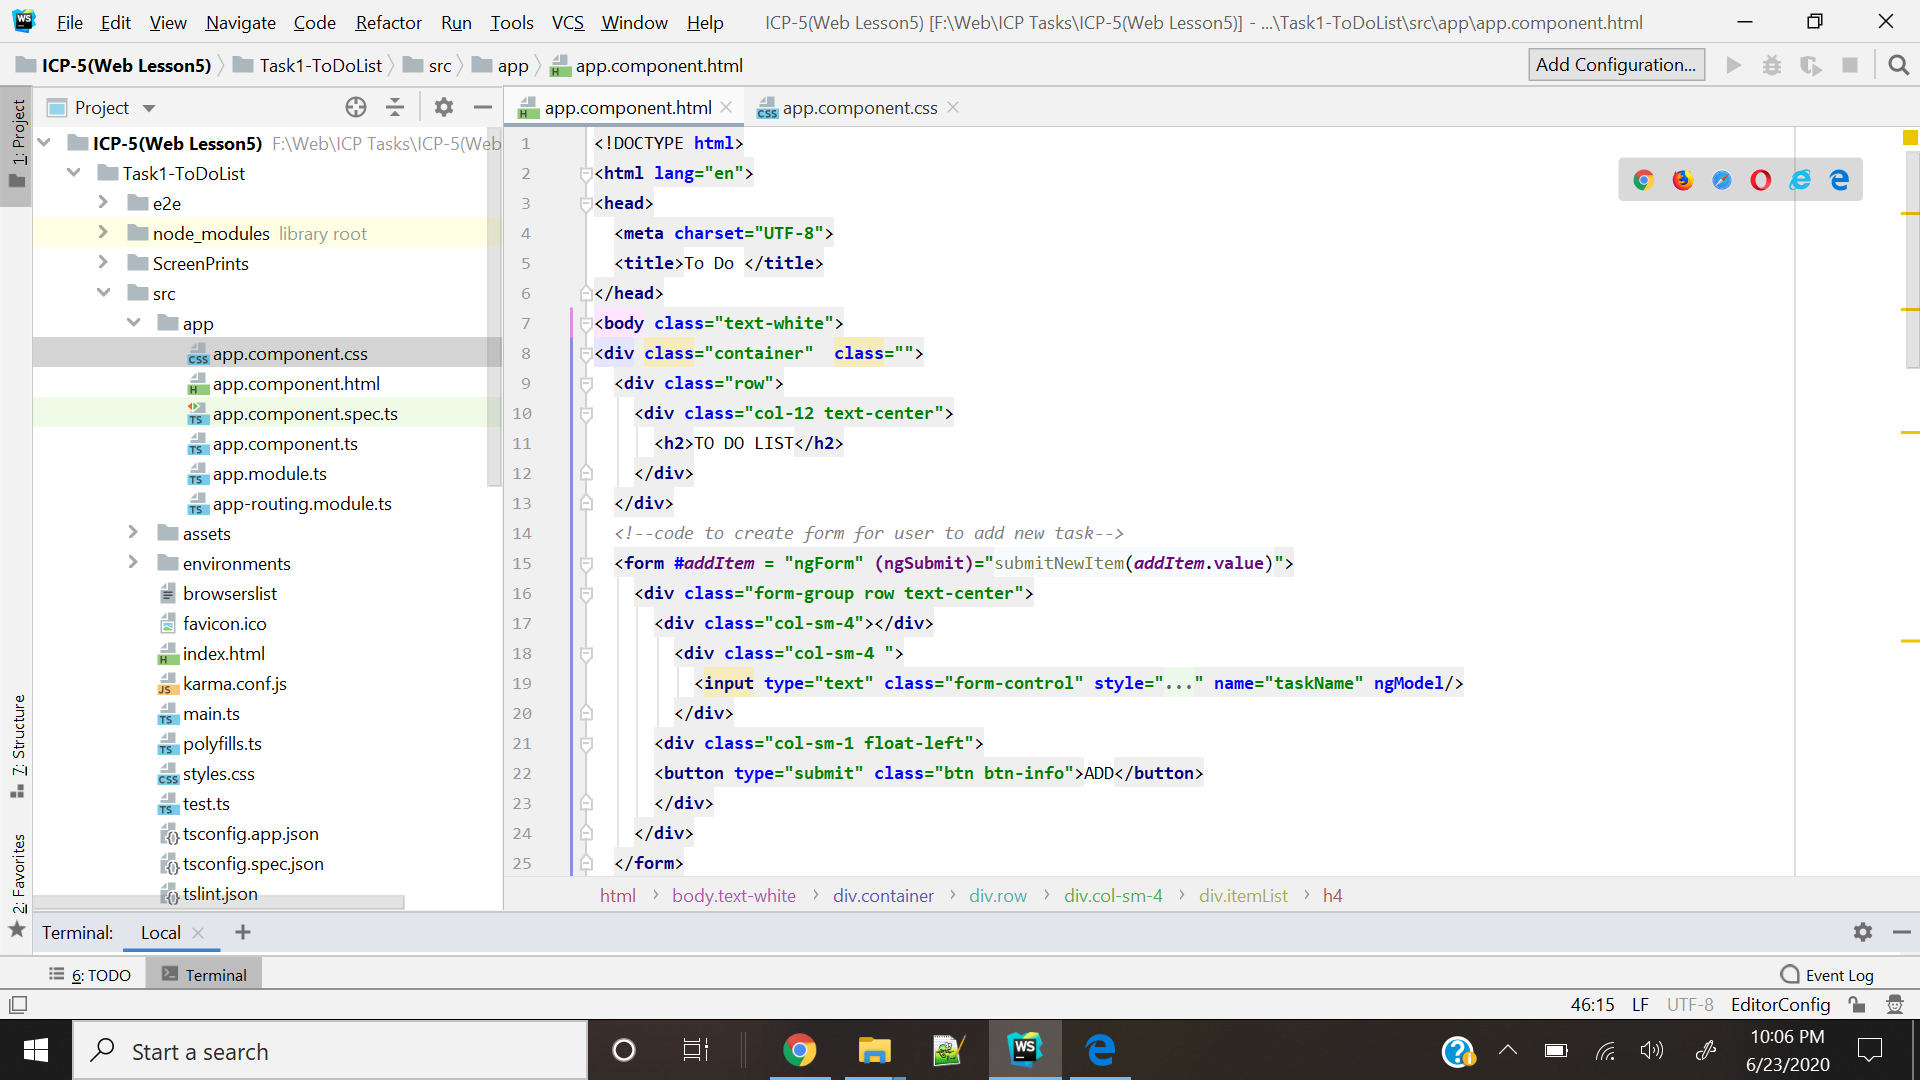 File Edit View Navigate Code Refactor Run Tools VCS Window Help ICP-5(Web Lesson5) [F:\Web\ICP Tasks\ICP-5(Web Lesson5)] - ...\Task1-ToDoList\src\app\app.component.html
ICP-5(Web Lesson5) Task1-ToDoList src app app.component.html Add Configuration...
Project
app.component.html
app.component.css
1: Project
7: Structure
2: Favorites
ICP-5(Web Lesson5) F:\Web\ICP Tasks\ICP-5(Web
Task1-ToDoList
e2e
node_modules library root
ScreenPrints
src
app
app.component.css
app.component.html
app.component.spec.ts
app.component.ts
app.module.ts
app-routing.module.ts
assets
environments
browserslist
favicon.ico
index.html
karma.conf.js
main.ts
polyfills.ts
styles.css
test.ts
tsconfig.app.json
tsconfig.spec.json
tslint.json
1 <!DOCTYPE html>
2 <html lang="en">
3 <head>
4 <meta charset="UTF-8">
5 <title>To Do </title>
6 </head>
7 <body class="text-white">
8 <div class="container"  class="">
9 <div class="row">
10 <div class="col-12 text-center">
11 <h2>TO DO LIST</h2>
12 </div>
13 </div>
14 <!--code to create form for user to add new task-->
15 <form #addItem = "ngForm" (ngSubmit)="submitNewItem(addItem.value)">
16 <div class="form-group row text-center">
17 <div class="col-sm-4"></div>
18 <div class="col-sm-4 ">
19 <input type="text" class="form-control" style="..." name="taskName" ngModel/>
20 </div>
21 <div class="col-sm-1 float-left">
22 <button type="submit" class="btn btn-info">ADD</button>
23 </div>
24 </div>
25 </form>
html body.text-white div.container div.row div.col-sm-4 div.itemList h4
Terminal: Local
6: TODO Terminal Event Log
46:15 LF UTF-8 EditorConfig
Start a search
10:06 PM
6/23/2020